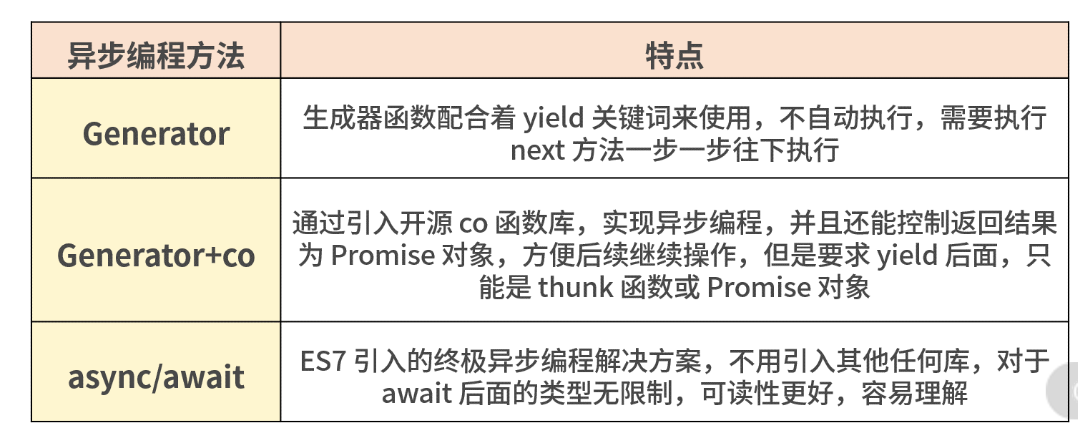 异步编程方法
特点
Generator
生成器函数配合着 yield 关键词来使用，不自动执行，需要执行
next 方法一步一步往下执行
Generator+co
通过引入开源 co 函数库，实现异步编程，并且还能控制返回结果
为 Promise 对象，方便后续继续操作，但是要求 yield 后面，只
能是 thunk 函数或 Promise 对象
async/await
ES7 引入的终极异步编程解决方案，不用引入其他任何库，对于
await 后面的类型无限制，可读性更好，容易理解